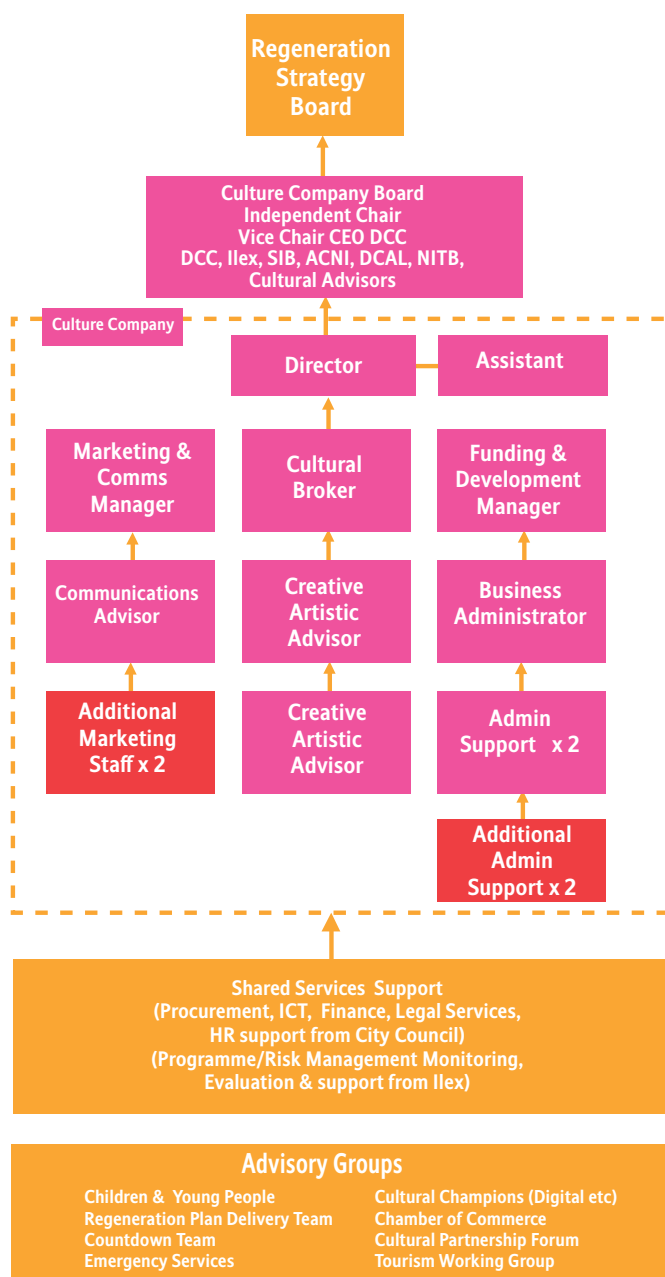 Regeneration
Strategy
Board
Culture Company Board
Independent Chair
Vice Chair CEO DCC
DCC, Ilex, SIB, ACNI, DCAL, NITB,
Cultural Advisors
Culture Company
Director
Assistant
Marketing &
Comms
Manager
Cultural
Broker
Funding &
Development
Manager
Communications
Advisor
Creative
Artistic
Advisor
Business
Administrator
Additional
Marketing
Staff x 2
Creative
Artistic
Advisor
Admin
Support x 2
Additional
Admin
Support x 2
Shared Services Support
(Procurement, ICT, Finance, Legal Services,
HR support from City Council)
(Programme/Risk Management Monitoring,
Evaluation & support from Ilex)
Advisory Groups
Children & Young People
Regeneration Plan Delivery Team
Countdown Team
Emergency Services
Cultural Champions (Digital etc)
Chamber of Commerce
Cultural Partnership Forum
Tourism Working Group